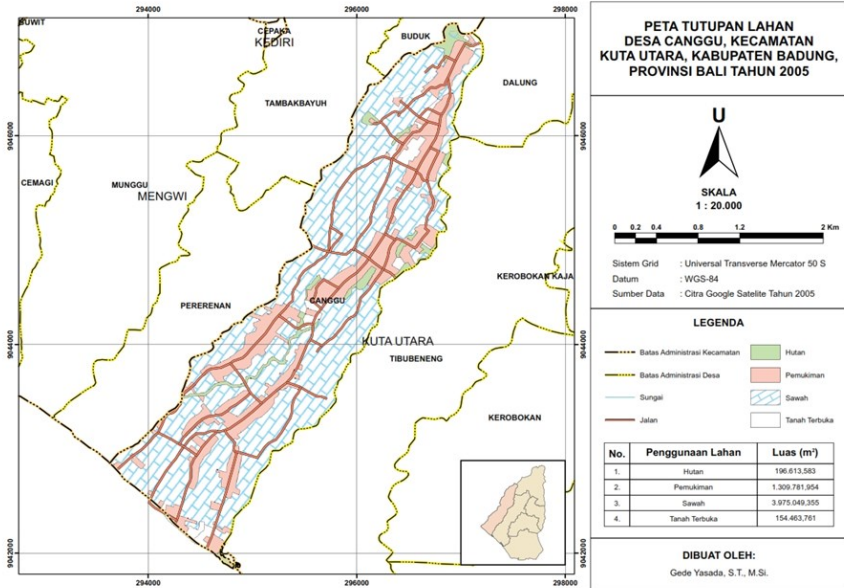 294000
296000
298000
BUWIT
CEPAKA
KEDIRI
BUDUK
DALUNG
TAMBAKBAYUH
9046000
9046000
CEMAGI
MUNGGU
MENGWI
KEROBOKAN KAJA
PERERENAN
CANGGU
9044000
9044000
KUTA UTARA
TIBUBENENG
KEROBOKAN
9042000
9042000
294000
296000
298000
PETA TUTUPAN LAHAN
DESA CANGGU, KECAMATAN
KUTA UTARA, KABUPATEN BADUNG,
PROVINSI BALI TAHUN 2005
U
SKALA
1 : 20.000
0 0.2 0.4 0.8 1.2 2 Km
Sistem Grid : Universal Transverse Mercator 50 S
Datum : WGS-84
Sumber Data : Citra Google Satelite Tahun 2005
LEGENDA
Batas Administrasi Kecamatan Hutan
Batas Administrasi Desa Pemukiman
Sungai Sawah
Jalan Tanah Terbuka
No. Penggunaan Lahan Luas (m²)
1. Hutan 196.613,583
2. Pemukiman 1.309.781,954
3. Sawah 3.975.049,355
4. Tanah Terbuka 154.463,761
DIBUAT OLEH:
Gede Yasada, S.T., M.Si.